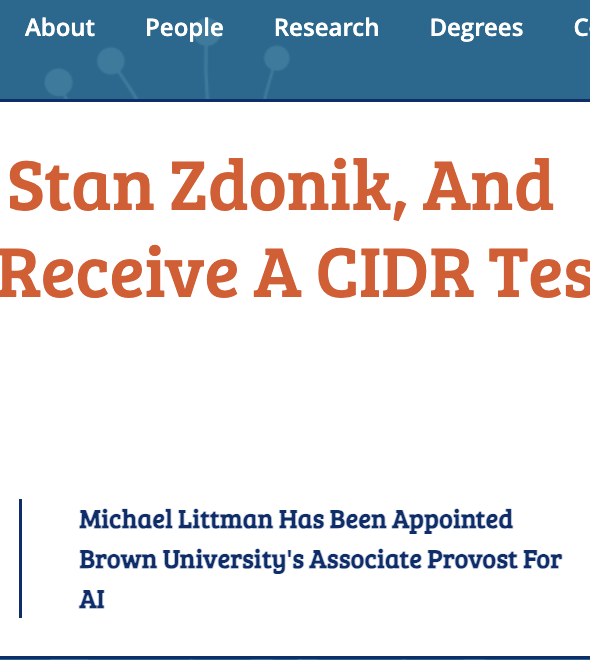 About People Research Degrees
Stan Zdonik, And
Receive A CIDR
Michael Littman Has Been Appointed
Brown University's Associate Provost For
AI